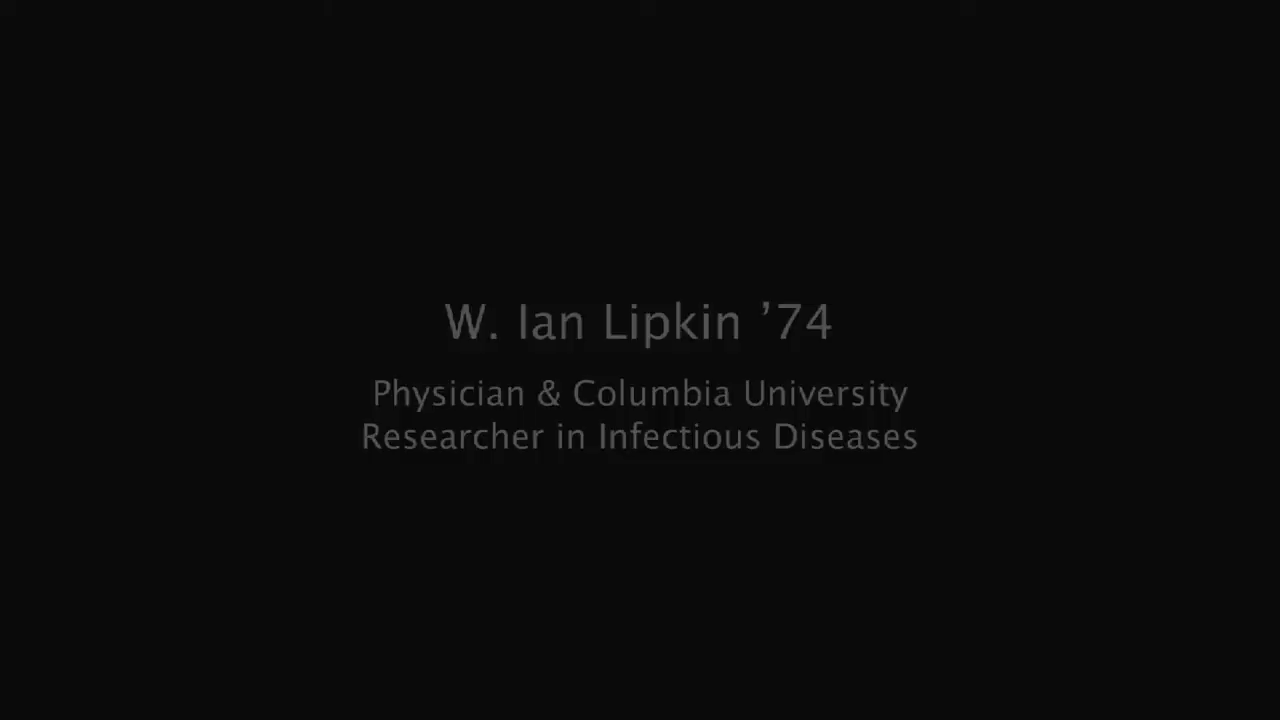 W. Ian Lipkin ’74
Physician & Columbia University
Researcher in Infectious Diseases